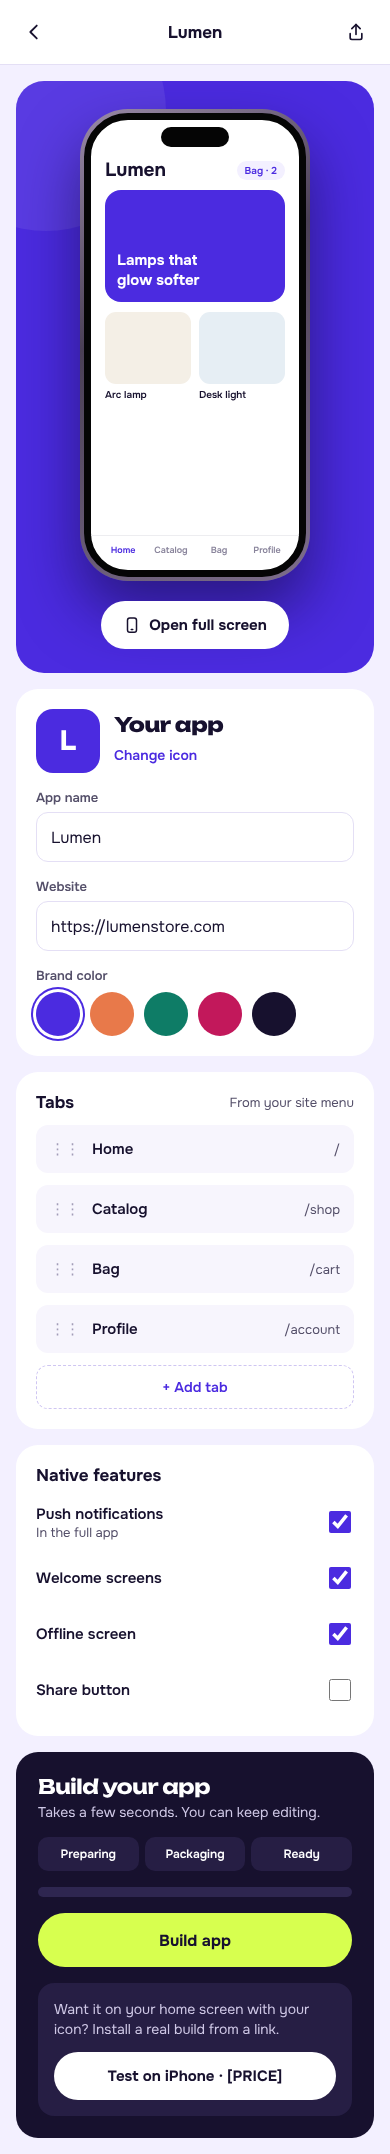 Lumen
Lumen
Bag · 2
Lamps that
glow softer
Arc lamp
Desk light
Home
Catalog
Bag
Profile
Open full screen
L
Your app
Change icon
App name
Lumen
Website
https://lumenstore.com
Brand color
Tabs
From your site menu
Home
/
Catalog
/shop
Bag
/cart
Profile
/account
+ Add tab
Native features
Push notifications
In the full app
Welcome screens
Offline screen
Share button
Build your app
Takes a few seconds. You can keep editing.
Preparing
Packaging
Ready
Build app
Want it on your home screen with your
icon? Install a real build from a link.
Test on iPhone · [PRICE]